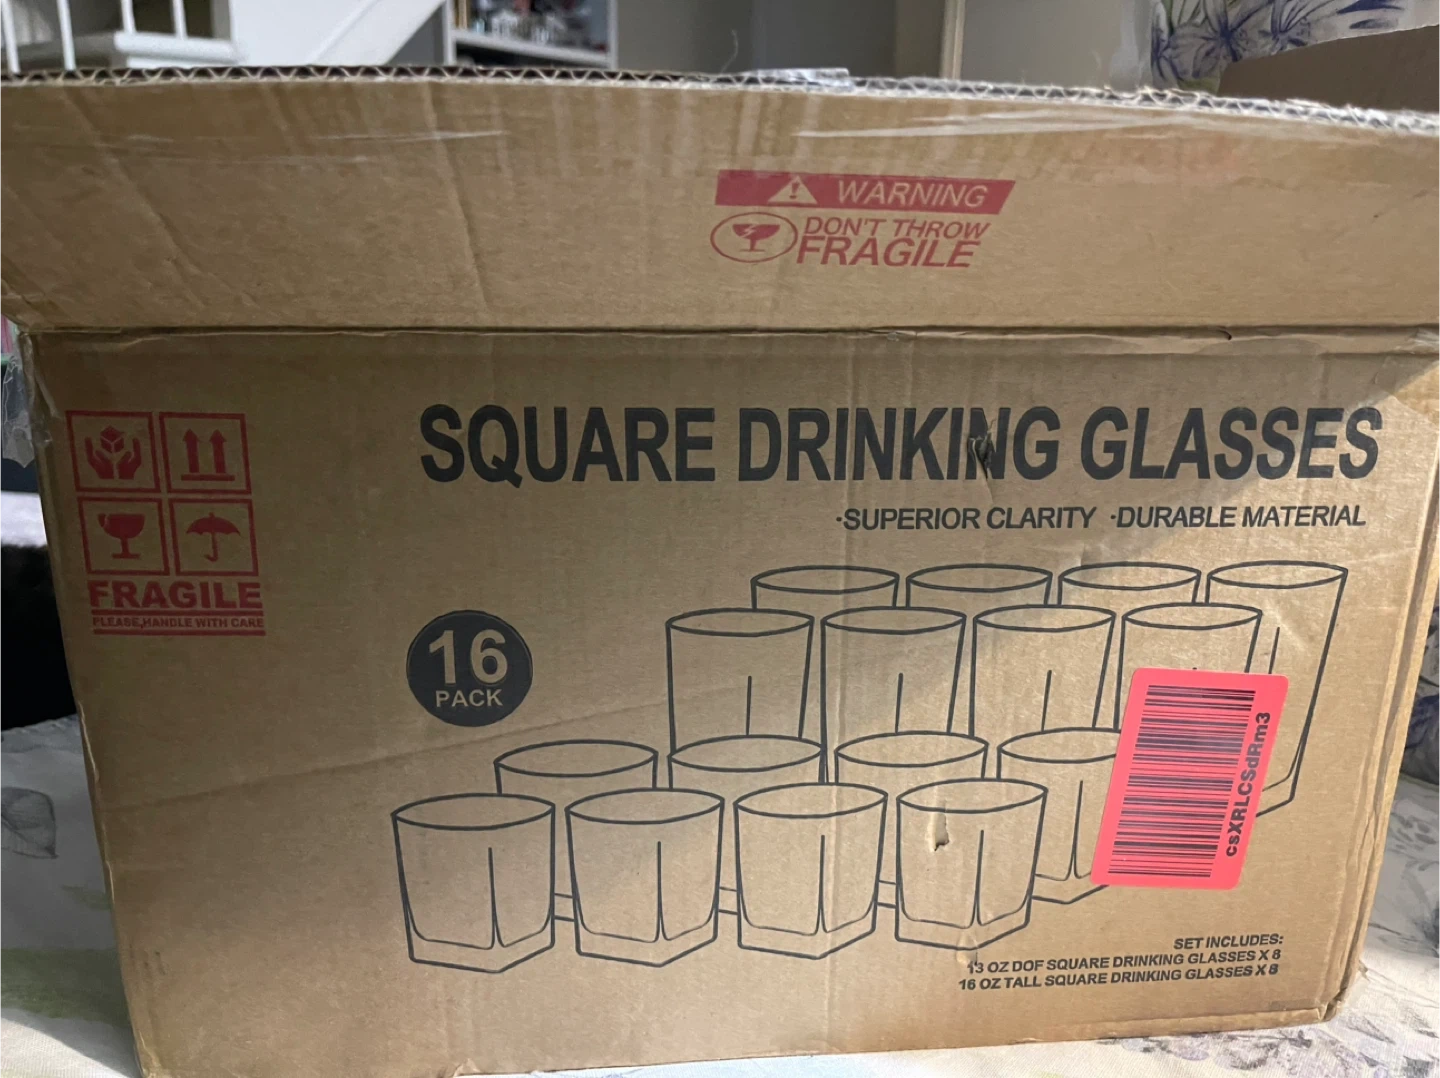 WARNING
DON'T THROW
FRAGILE
SQUARE DRINKING GLASSES
·SUPERIOR CLARITY ·DURABLE MATERIAL
FRAGILE
PLEASE,HANDLE WITH CARE
16
PACK
csXRLCSdRm3
SET INCLUDES:
13 OZ DOF SQUARE DRINKING GLASSES X 8
16 OZ TALL SQUARE DRINKING GLASSES X 8